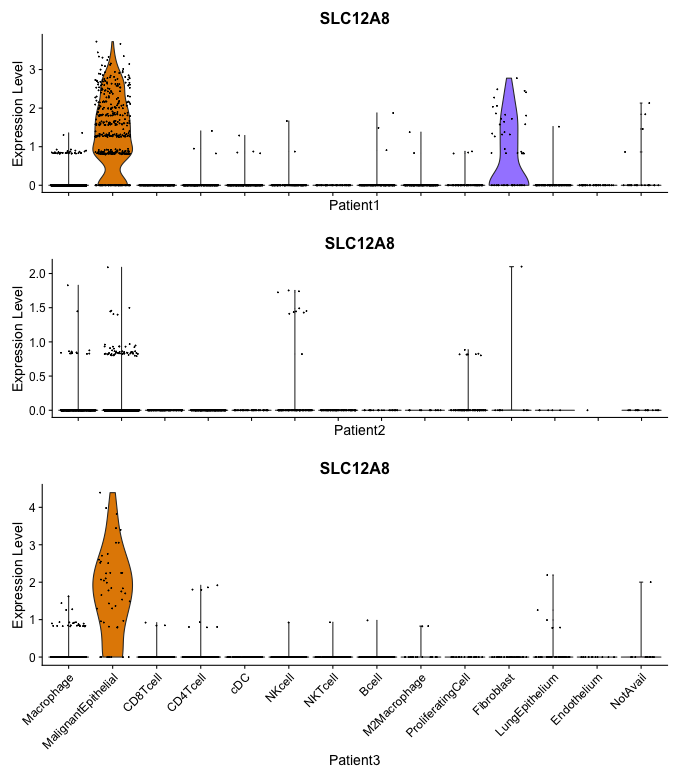 SLC12A8
Expression Level
3
2
1
0
Patient1
SLC12A8
Expression Level
2.0
1.5
1.0
0.5
0.0
Patient2
SLC12A8
Expression Level
4
3
2
1
0
Macrophage
MalignantEpithelial
CD8Tcell
CD4Tcell
cDC
NKcell
NKTcell
Bcell
M2Macrophage
ProliferatingCell
Fibroblast
LungEpithelium
Endothelium
NotAvail
Patient3